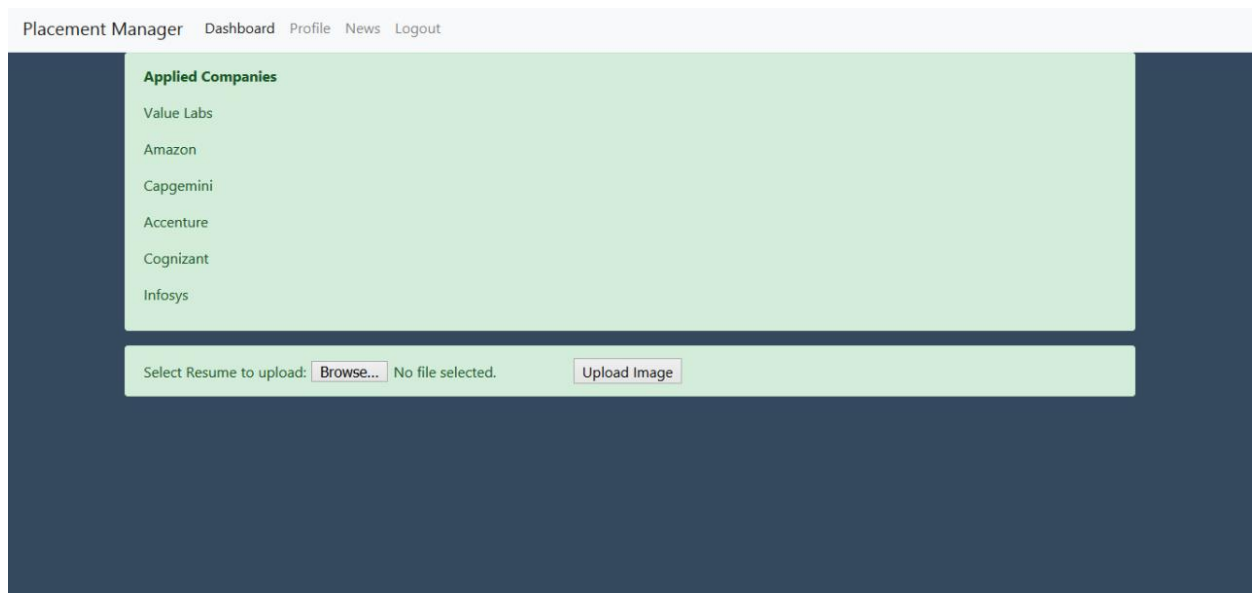 Placement Manager Dashboard Profile News Logout
Applied Companies
Value Labs
Amazon
Capgemini
Accenture
Cognizant
Infosys
Select Resume to upload: Browse... No file selected. Upload Image